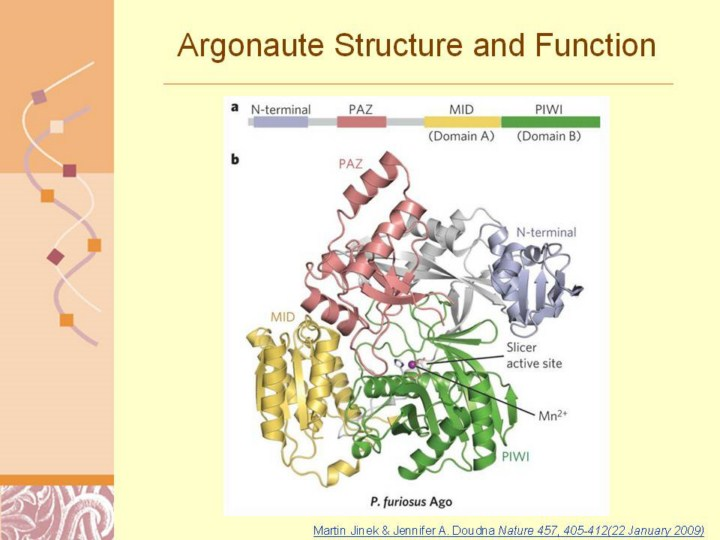 Argonaute Structure and Function
a
N-terminal PAZ MID PIWI
(Domain A) (Domain B)
b
PAZ
N-terminal
MID
Slicer
active site
Mn²⁺
PIWI
P. furiosus Ago
Martin Jinek & Jennifer A. Doudna Nature 457, 405-412(22 January 2009)